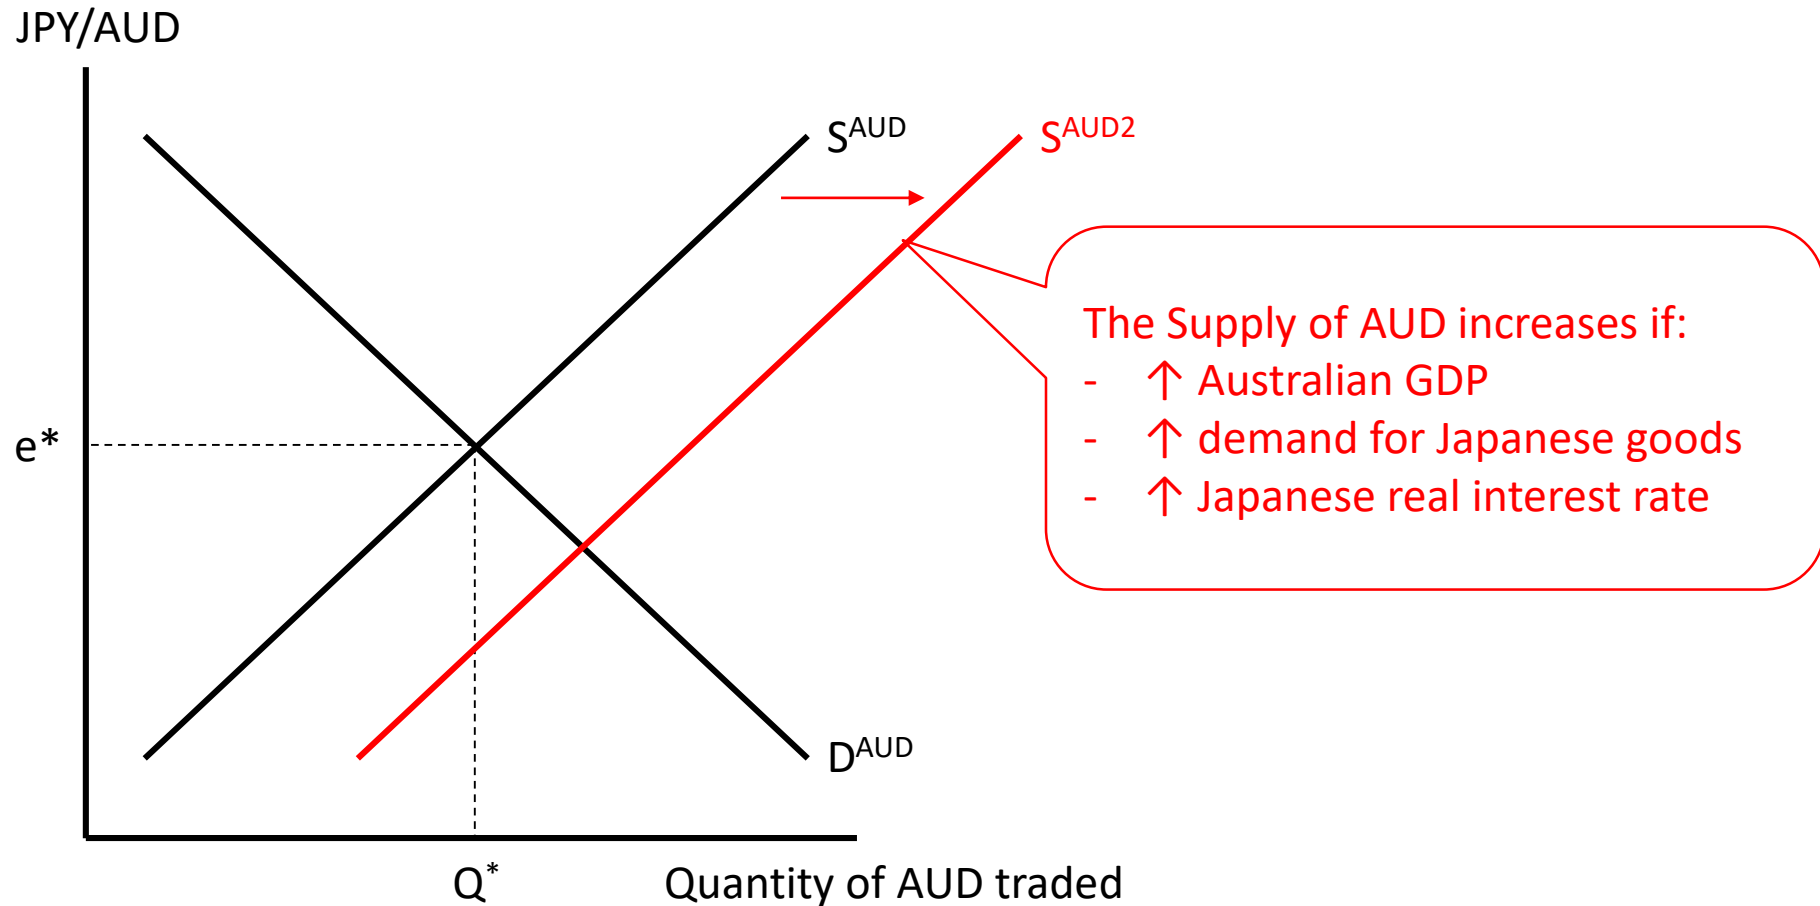 JPY/AUD
S^AUD
S^AUD2
The Supply of AUD increases if:
- ↑ Australian GDP
- ↑ demand for Japanese goods
- ↑ Japanese real interest rate
e*
D^AUD
Q*
Quantity of AUD traded